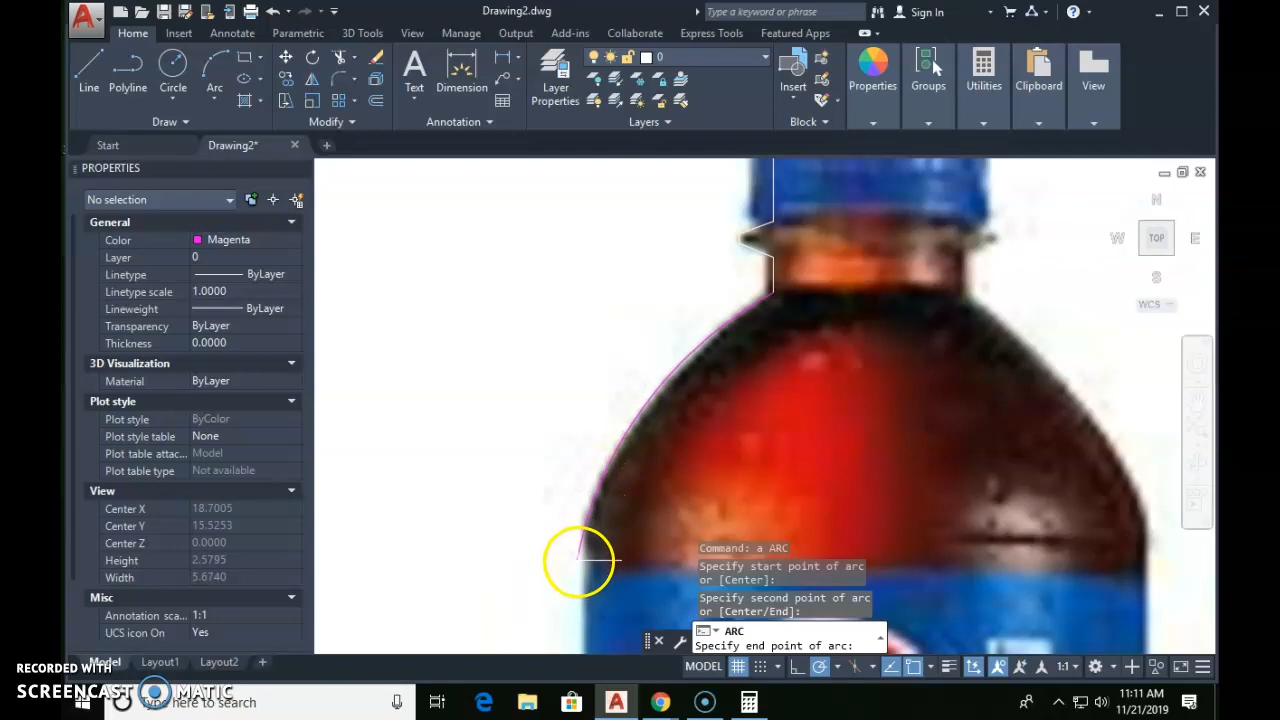 Drawing2.dwg
Type a keyword or phrase
Sign In
Home Insert Annotate Parametric 3D Tools View Manage Output Add-ins Collaborate Express Tools Featured Apps
Line Polyline Circle Arc
Text Dimension
Layer Properties
0
Insert
Properties Groups Utilities Clipboard View
Draw Modify Annotation Layers Block
Start Drawing2*
PROPERTIES
No selection
General
Color Magenta
Layer 0
Linetype ByLayer
Linetype scale 1.0000
Lineweight ByLayer
Transparency ByLayer
Thickness 0.0000
3D Visualization
Material ByLayer
Plot style
Plot style ByColor
Plot style table None
Plot table attac... Model
Plot table type Not available
View
Center X 18.7005
Center Y 15.5253
Center Z 0.0000
Height 2.5795
Width 5.6740
Misc
Annotation sca... 1:1
UCS icon On Yes
N
W TOP E
S
WCS
Command: a ARC
Specify start point of arc
or [Center]:
Specify second point of arc
or [Center/End]:
ARC
Specify end point of arc:
Model Layout1 Layout2
MODEL 1:1
RECORDED WITH
SCREENCAST MATIC
Type here to search
11:11 AM
11/21/2019